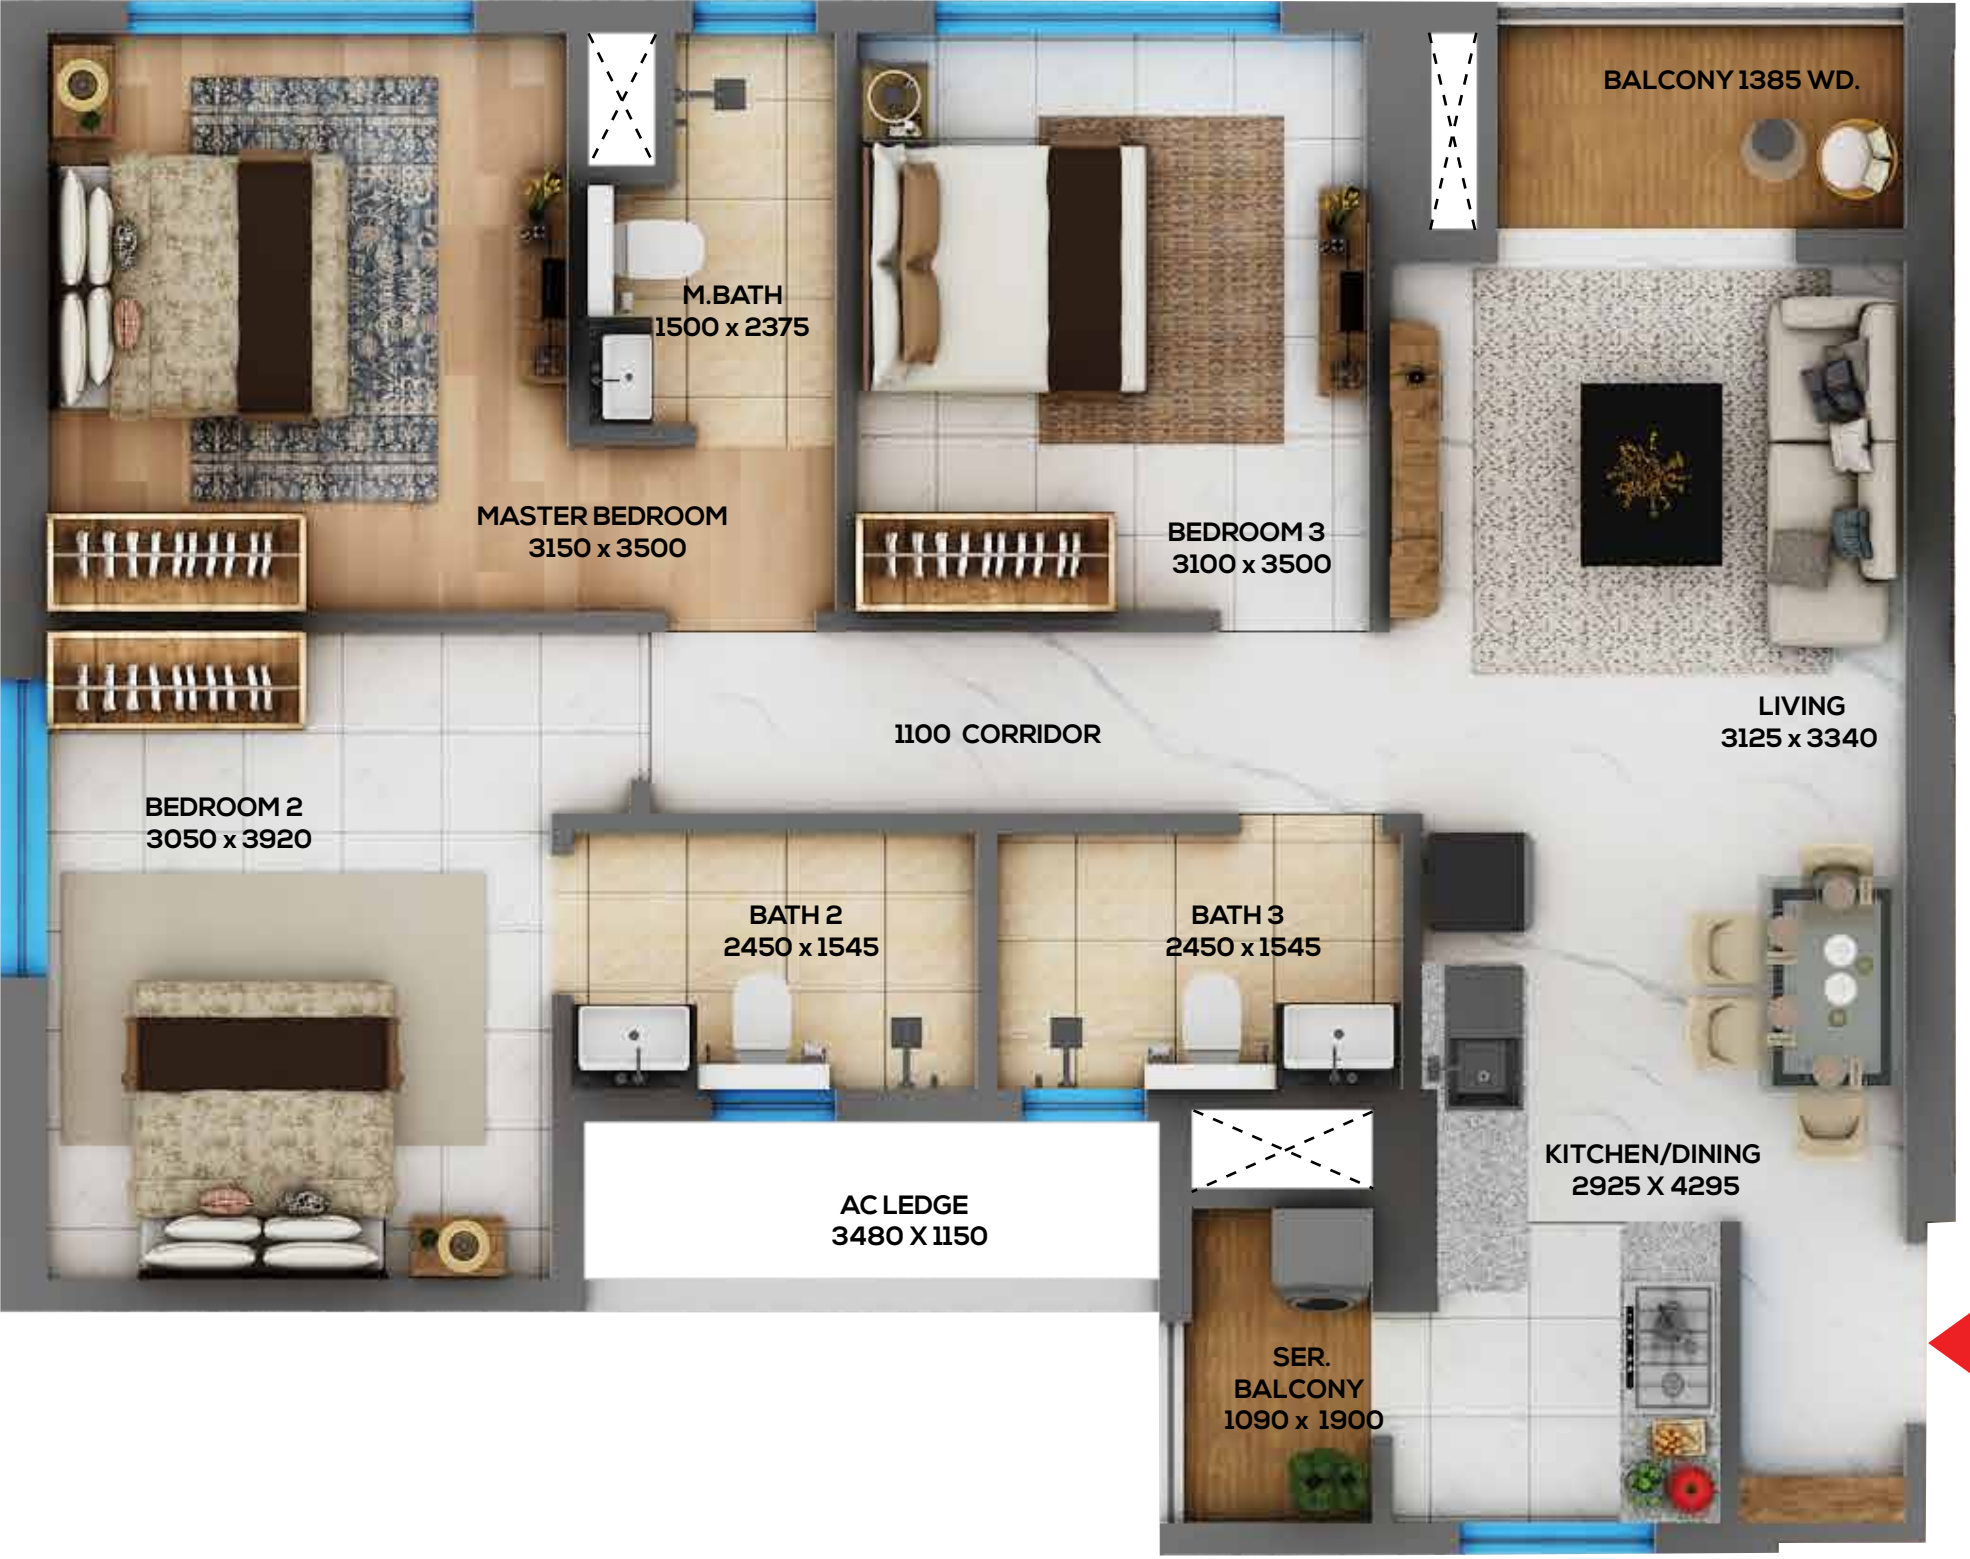 BALCONY 1385 WD.
M.BATH
1500 x 2375
MASTER BEDROOM
3150 x 3500
BEDROOM 3
3100 x 3500
LIVING
3125 x 3340
1100 CORRIDOR
BEDROOM 2
3050 x 3920
BATH 2
2450 x 1545
BATH 3
2450 x 1545
KITCHEN/DINING
2925 X 4295
AC LEDGE
3480 X 1150
SER.
BALCONY
1090 x 1900